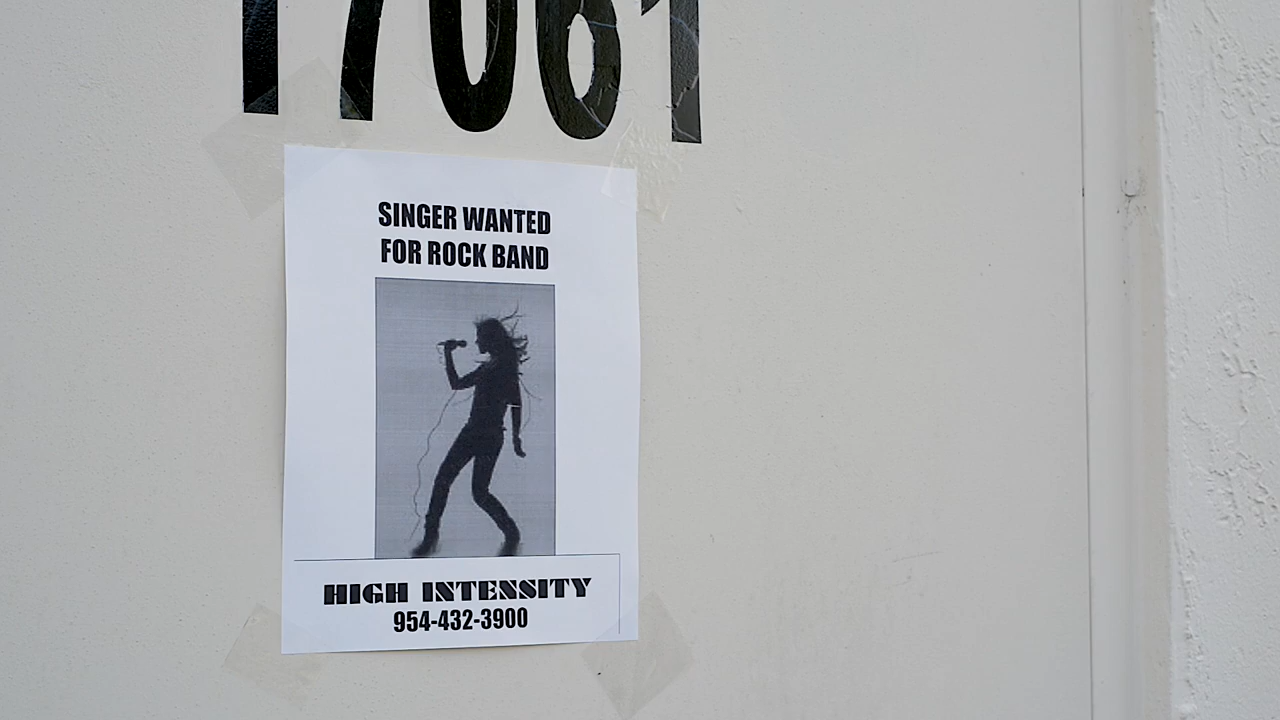 17061
SINGER WANTED
FOR ROCK BAND
HIGH INTENSITY
954-432-3900